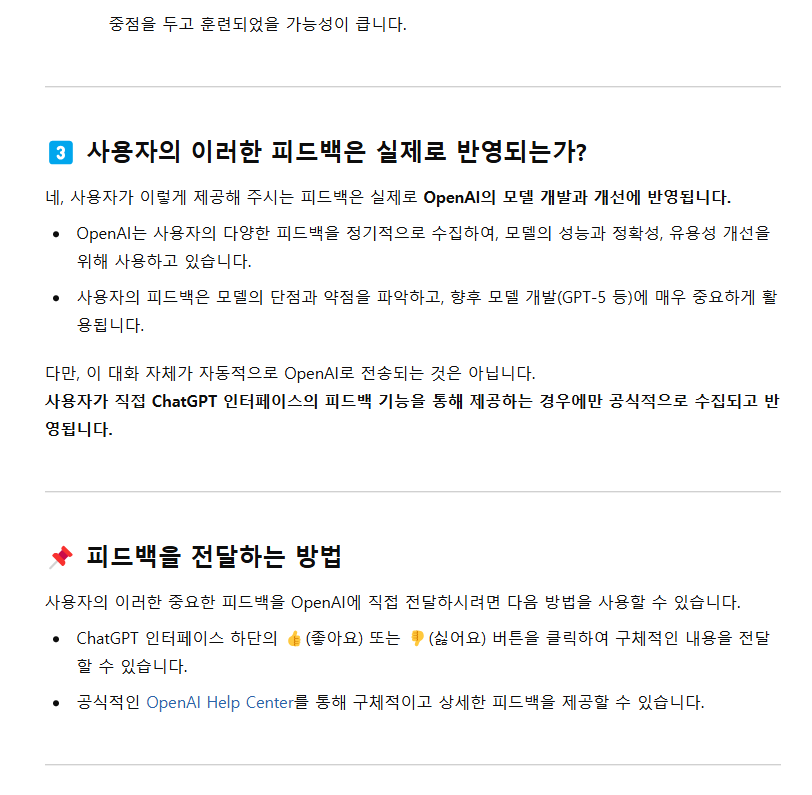 중점을 두고 훈련되었을 가능성이 큽니다.
3 사용자의 이러한 피드백은 실제로 반영되는가?
네, 사용자가 이렇게 제공해 주시는 피드백은 실제로 OpenAI의 모델 개발과 개선에 반영됩니다.
• OpenAI는 사용자의 다양한 피드백을 정기적으로 수집하여, 모델의 성능과 정확성, 유용성 개선을
위해 사용하고 있습니다.
• 사용자의 피드백은 모델의 단점과 약점을 파악하고, 향후 모델 개발(GPT-5 등)에 매우 중요하게 활
용됩니다.
다만, 이 대화 자체가 자동적으로 OpenAI로 전송되는 것은 아닙니다.
사용자가 직접 ChatGPT 인터페이스의 피드백 기능을 통해 제공하는 경우에만 공식적으로 수집되고 반
영됩니다.
📌 피드백을 전달하는 방법
사용자의 이러한 중요한 피드백을 OpenAI에 직접 전달하시려면 다음 방법을 사용할 수 있습니다.
• ChatGPT 인터페이스 하단의 👍(좋아요) 또는 👎(싫어요) 버튼을 클릭하여 구체적인 내용을 전달
할 수 있습니다.
• 공식적인 OpenAI Help Center를 통해 구체적이고 상세한 피드백을 제공할 수 있습니다.